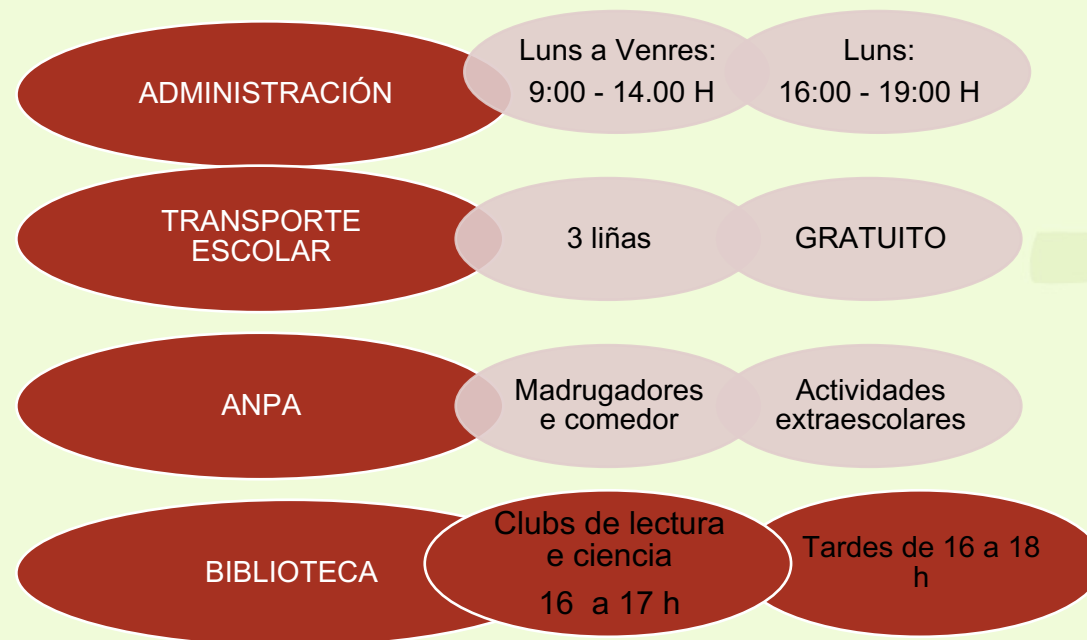 ADMINISTRACIÓN
Luns a Venres:
9:00 - 14.00 H
Luns:
16:00 - 19:00 H
TRANSPORTE
ESCOLAR
3 liñas
GRATUITO
ANPA
Madrugadores
e comedor
Actividades
extraescolares
BIBLIOTECA
Clubs de lectura
e ciencia
16 a 17 h
Tardes de 16 a 18
h